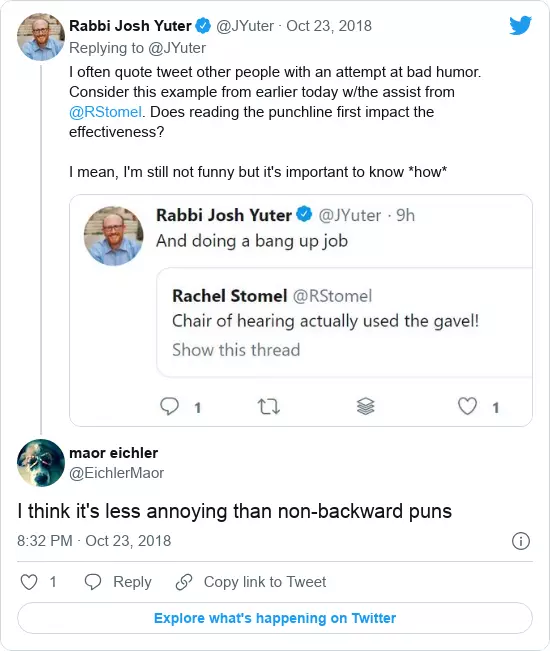 Rabbi Josh Yuter @JYuter · Oct 23, 2018
Replying to @JYuter
I often quote tweet other people with an attempt at bad humor.
Consider this example from earlier today w/the assist from
@RStomel. Does reading the punchline first impact the
effectiveness?
I mean, I'm still not funny but it's important to know *how*
Rabbi Josh Yuter @JYuter · 9h
And doing a bang up job
Rachel Stomel @RStomel
Chair of hearing actually used the gavel!
Show this thread
1 1
maor eichler
@EichlerMaor
I think it's less annoying than non-backward puns
8:32 PM · Oct 23, 2018
1 Reply Copy link to Tweet
Explore what's happening on Twitter